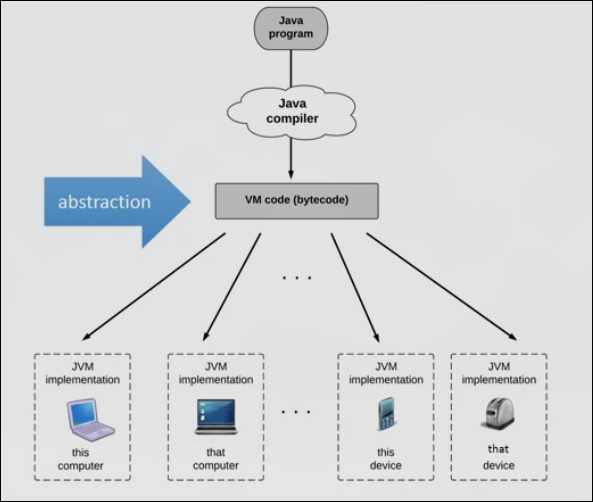 Java
program
Java
compiler
abstraction
VM code (bytecode)
. . .
JVM
implementation
this
computer
JVM
implementation
that
computer
. . .
JVM
implementation
this
device
JVM
implementation
that
device